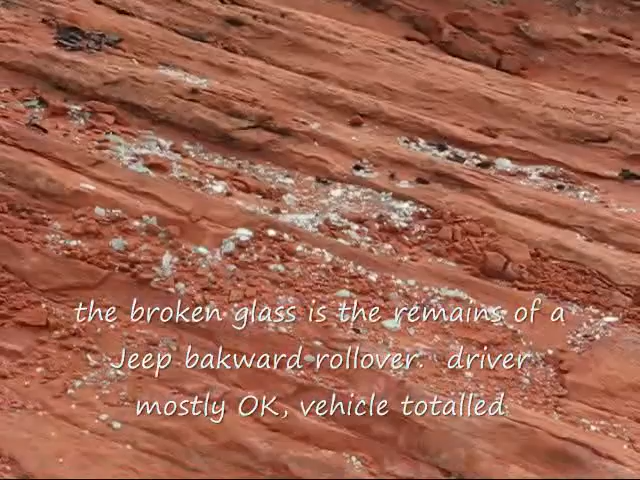 the broken glass is the remains of a
Jeep bakward rollover.  driver
mostly OK, vehicle totalled